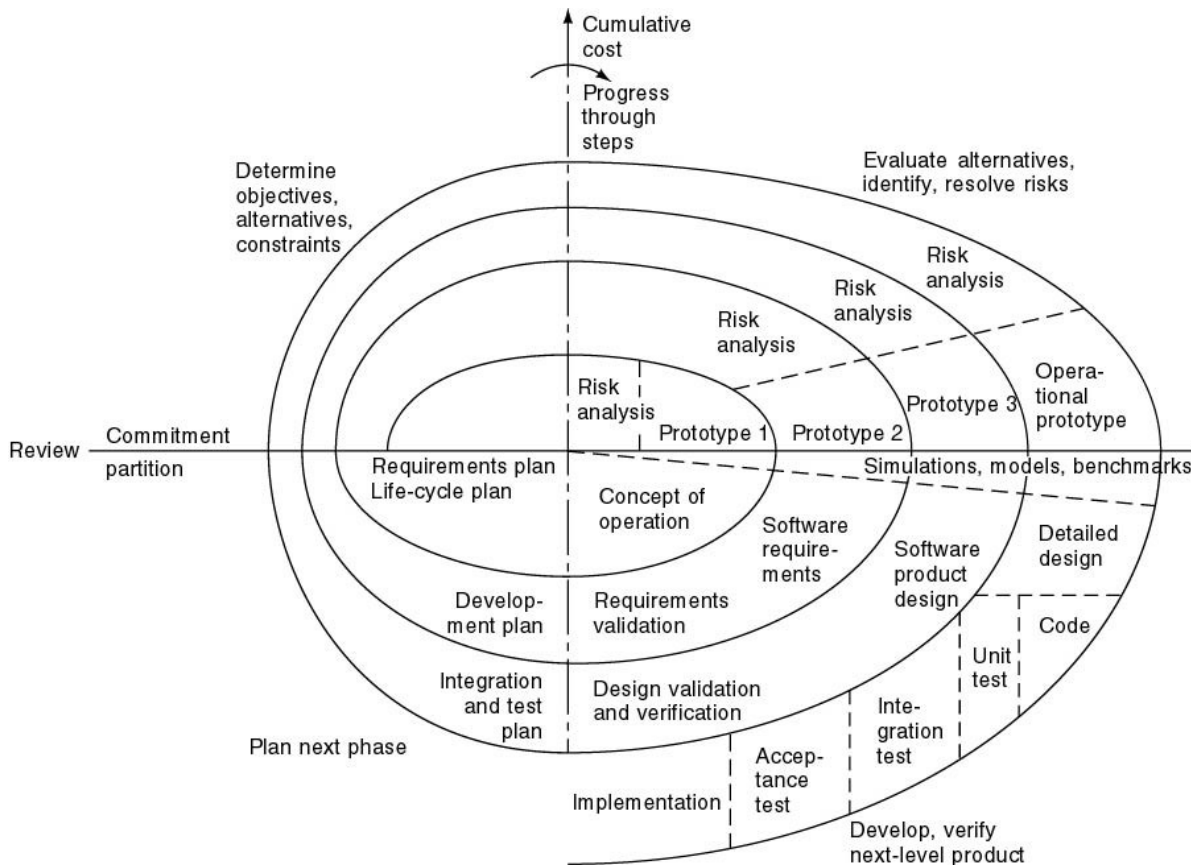 Cumulative
cost
Progress
through
steps
Determine
objectives,
alternatives,
constraints
Evaluate alternatives,
identify, resolve risks
Risk
analysis
Risk
analysis
Risk
analysis
Risk
analysis
Opera-
tional
prototype
Prototype 3
Prototype 2
Prototype 1
Review
Commitment
partition
Requirements plan
Life-cycle plan
Simulations, models, benchmarks
Concept of
operation
Software
require-
ments
Software
product
design
Detailed
design
Develop-
ment plan
Requirements
validation
Code
Unit
test
Integration
and test
plan
Design validation
and verification
Inte-
gration
test
Plan next phase
Accep-
tance
test
Implementation
Develop, verify
next-level product